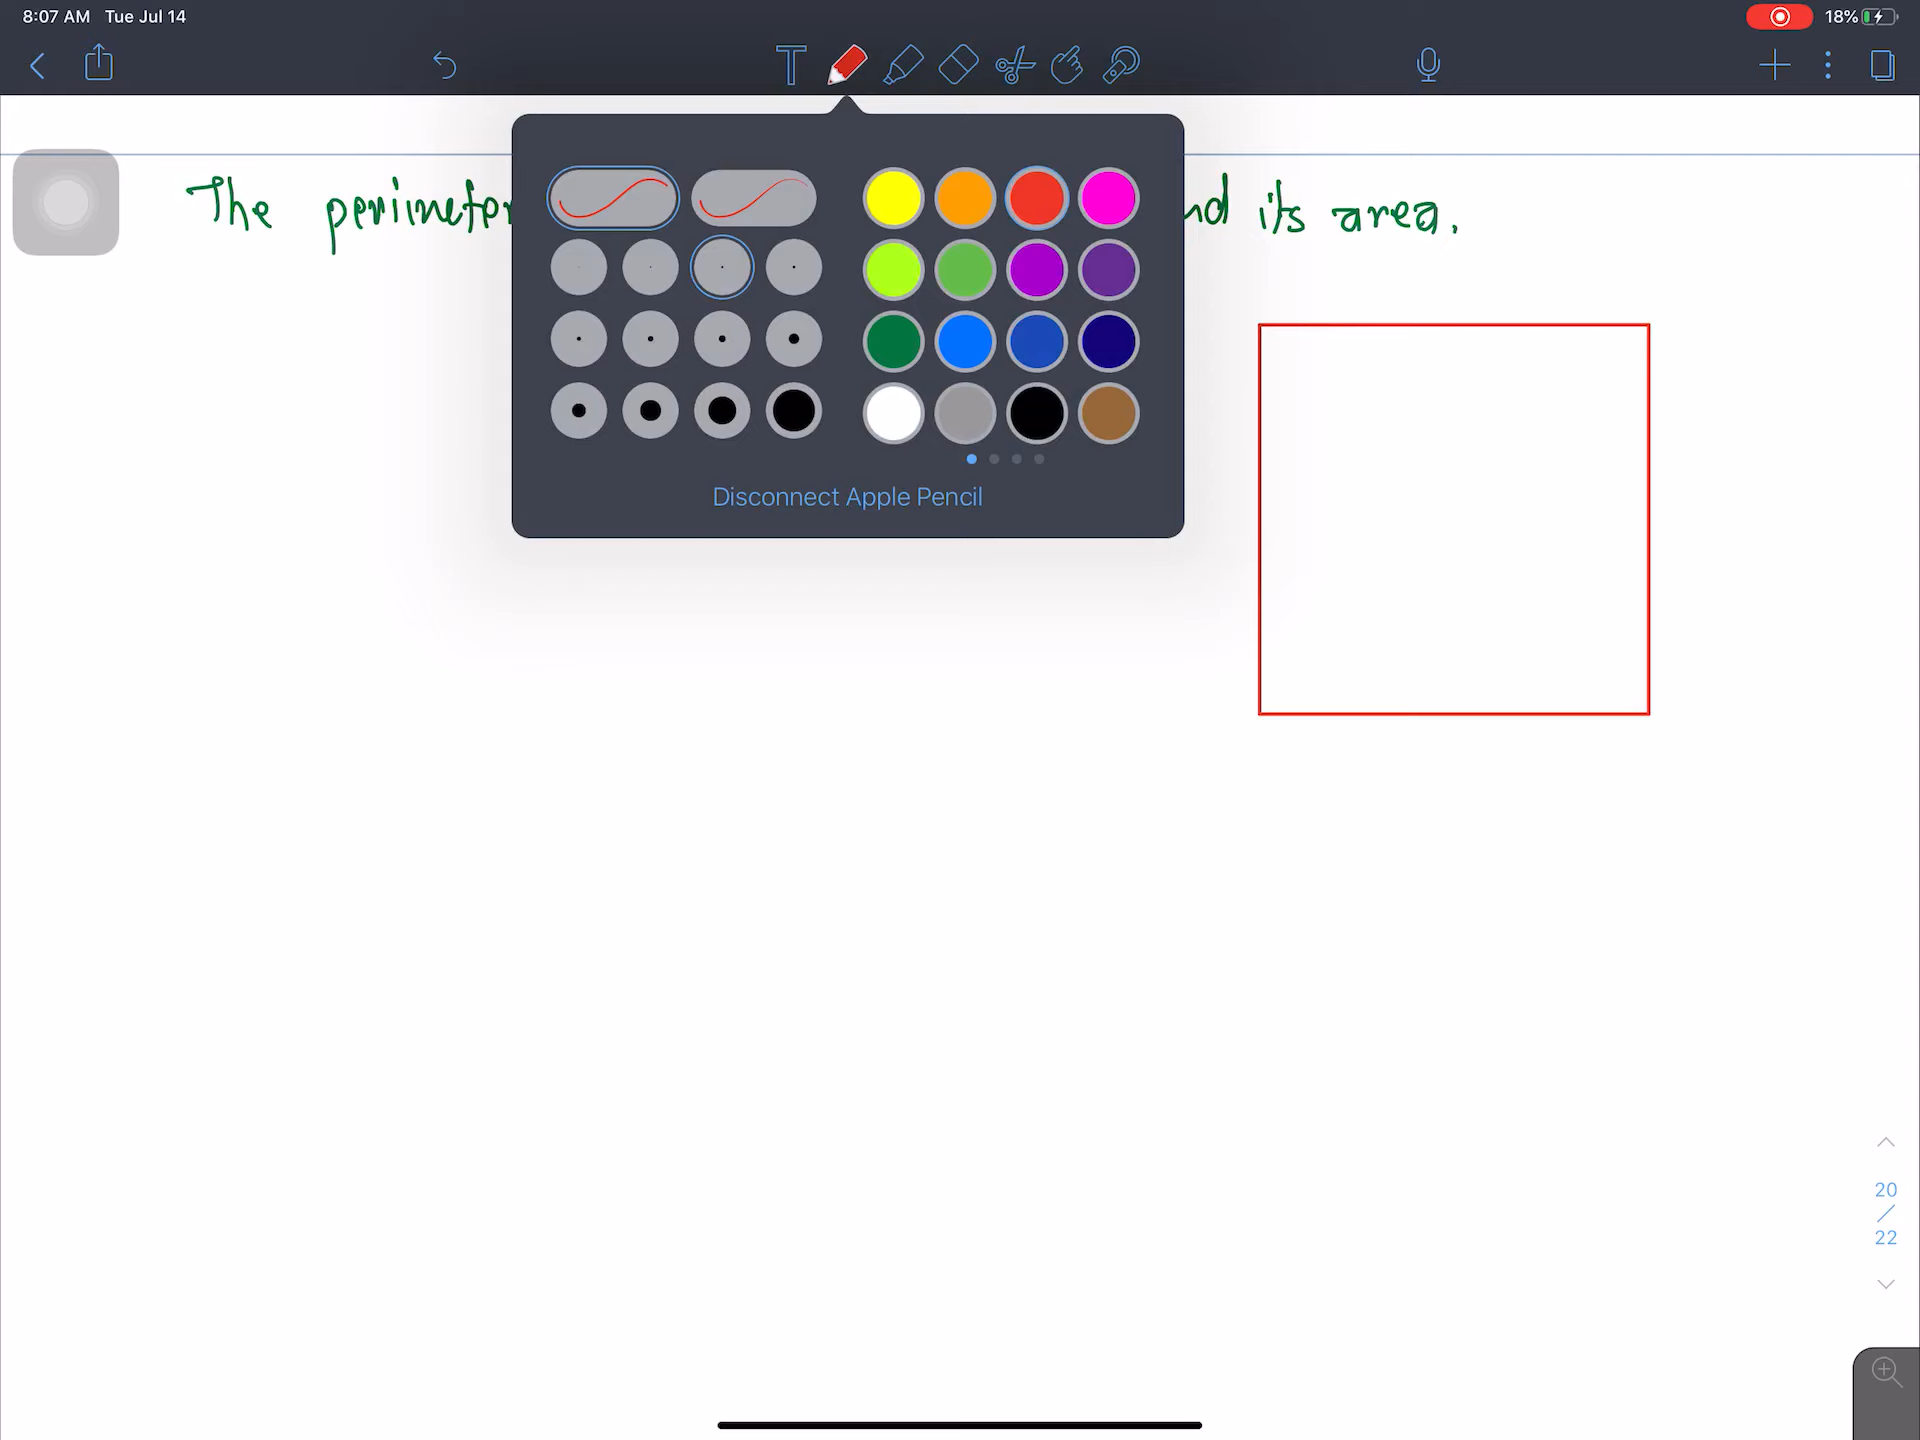 8:07 AM Tue Jul 14
18%
T
The perimeter
nd its area.
Disconnect Apple Pencil
20
/
22